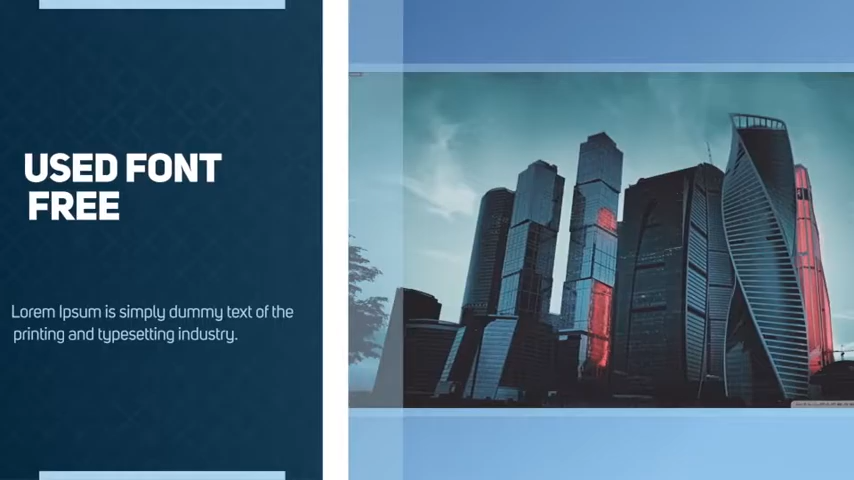 USED FONT
FREE
Lorem Ipsum is simply dummy text of the
printing and typesetting industry.